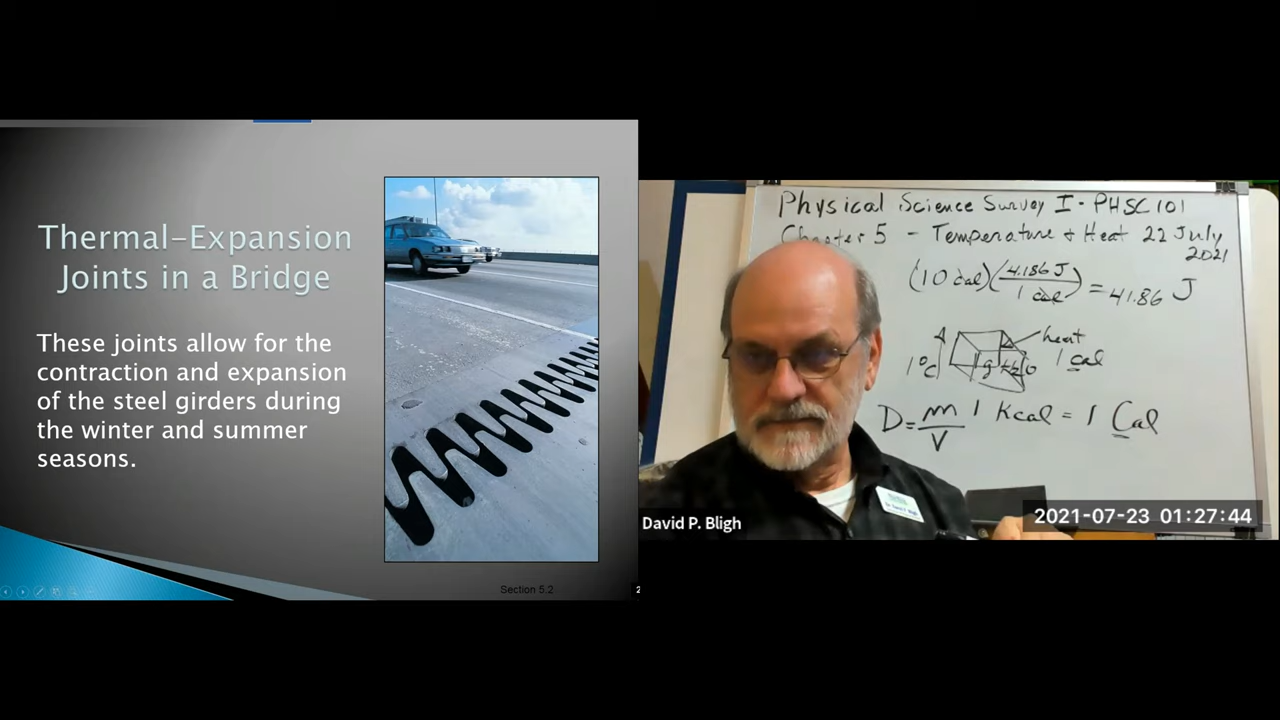 Thermal-Expansion
Joints in a Bridge
These joints allow for the
contraction and expansion
of the steel girders during
the winter and summer
seasons.
Section 5.2
2
Physical Science Survey I - PHSC 101
Chapter 5 - Temperature + Heat 22 July
2021
(10 cal)(4.186 J
1 cal) = 41.86 J
heat
1 cal
1°C
1g H2O
D = m
V
1 Kcal = 1 Cal
David P. Bligh
2021-07-23 01:27:44